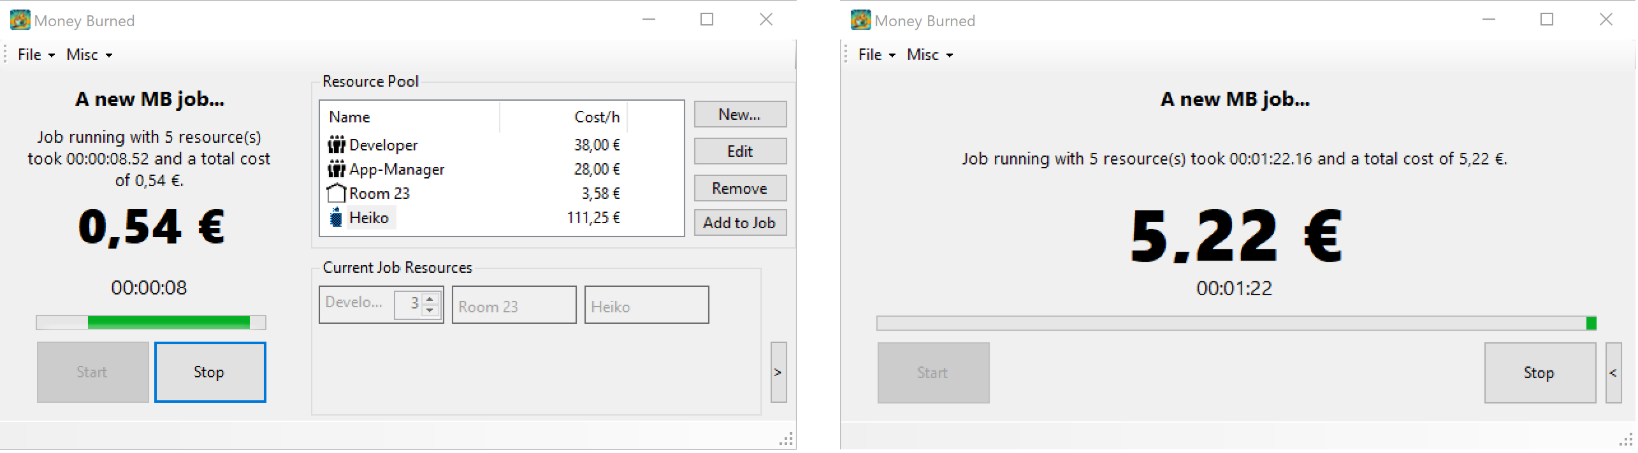 Money Burned
File Misc
A new MB job...
Job running with 5 resource(s)
took 00:00:08.52 and a total cost
of 0,54 €.
0,54 €
00:00:08
Start Stop
Resource Pool
Name Cost/h
Developer 38,00 €
App-Manager 28,00 €
Room 23 3,58 €
Heiko 111,25 €
New...
Edit
Remove
Add to Job
Current Job Resources
Develo... 3 Room 23 Heiko
>
Money Burned
File Misc
A new MB job...
Job running with 5 resource(s) took 00:01:22.16 and a total cost of 5,22 €.
5,22 €
00:01:22
Start Stop <